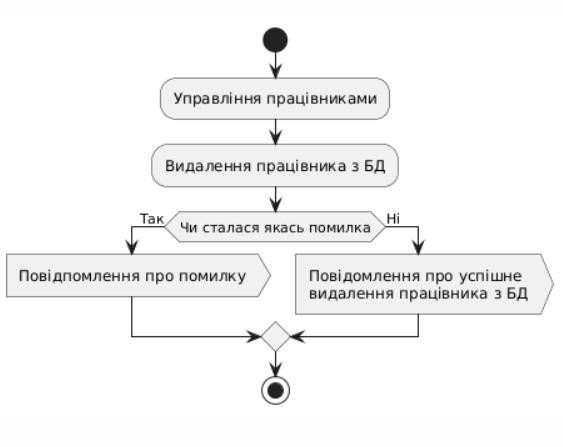 Управління працівниками
Видалення працівника з БД
Так
Чи сталася якась помилка
Ні
Повідпомлення про помилку
Повідомлення про успішне
видалення працівника з БД